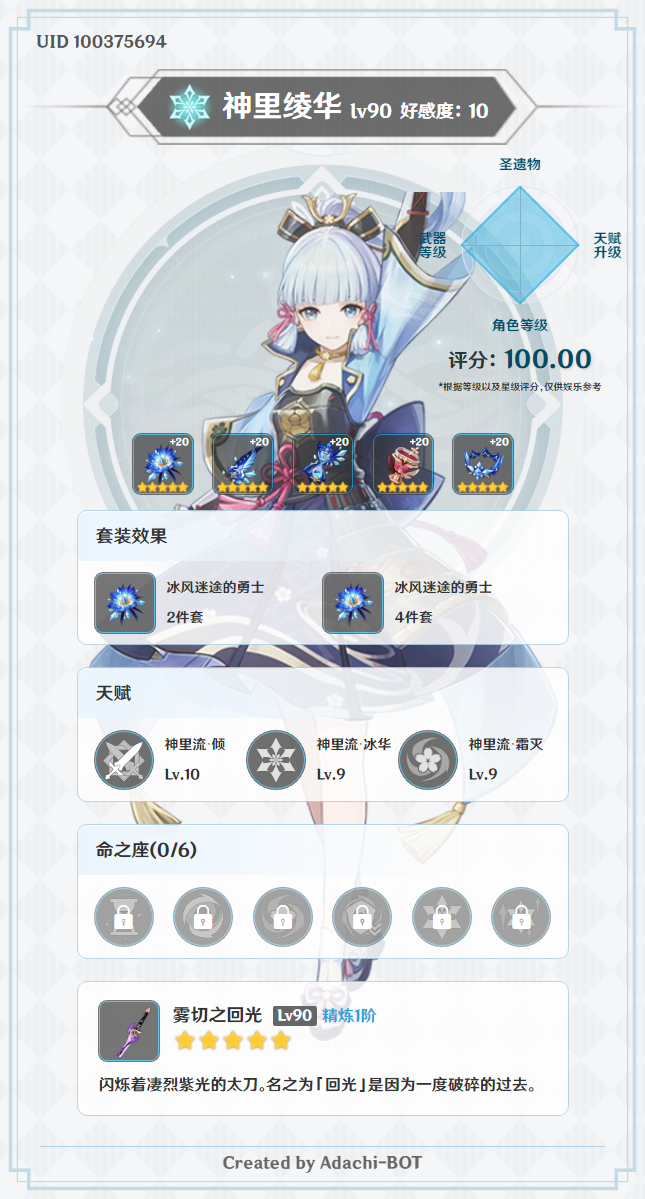 UID 100375694
神里绫华 lv90 好感度：10
圣遗物
武器
等级
天赋
升级
角色等级
评分：100.00
*根据等级以及星级评分，仅供娱乐参考
+20 +20 +20 +20 +20
套装效果
冰风迷途的勇士
2件套
冰风迷途的勇士
4件套
天赋
神里流·倾
Lv.10
神里流·冰华
Lv.9
神里流·霜灭
Lv.9
命之座(0/6)
雾切之回光 Lv90 精炼1阶
闪烁着凄烈紫光的太刀。名之为「回光」是因为一度破碎的过去。
Created by Adachi-BOT